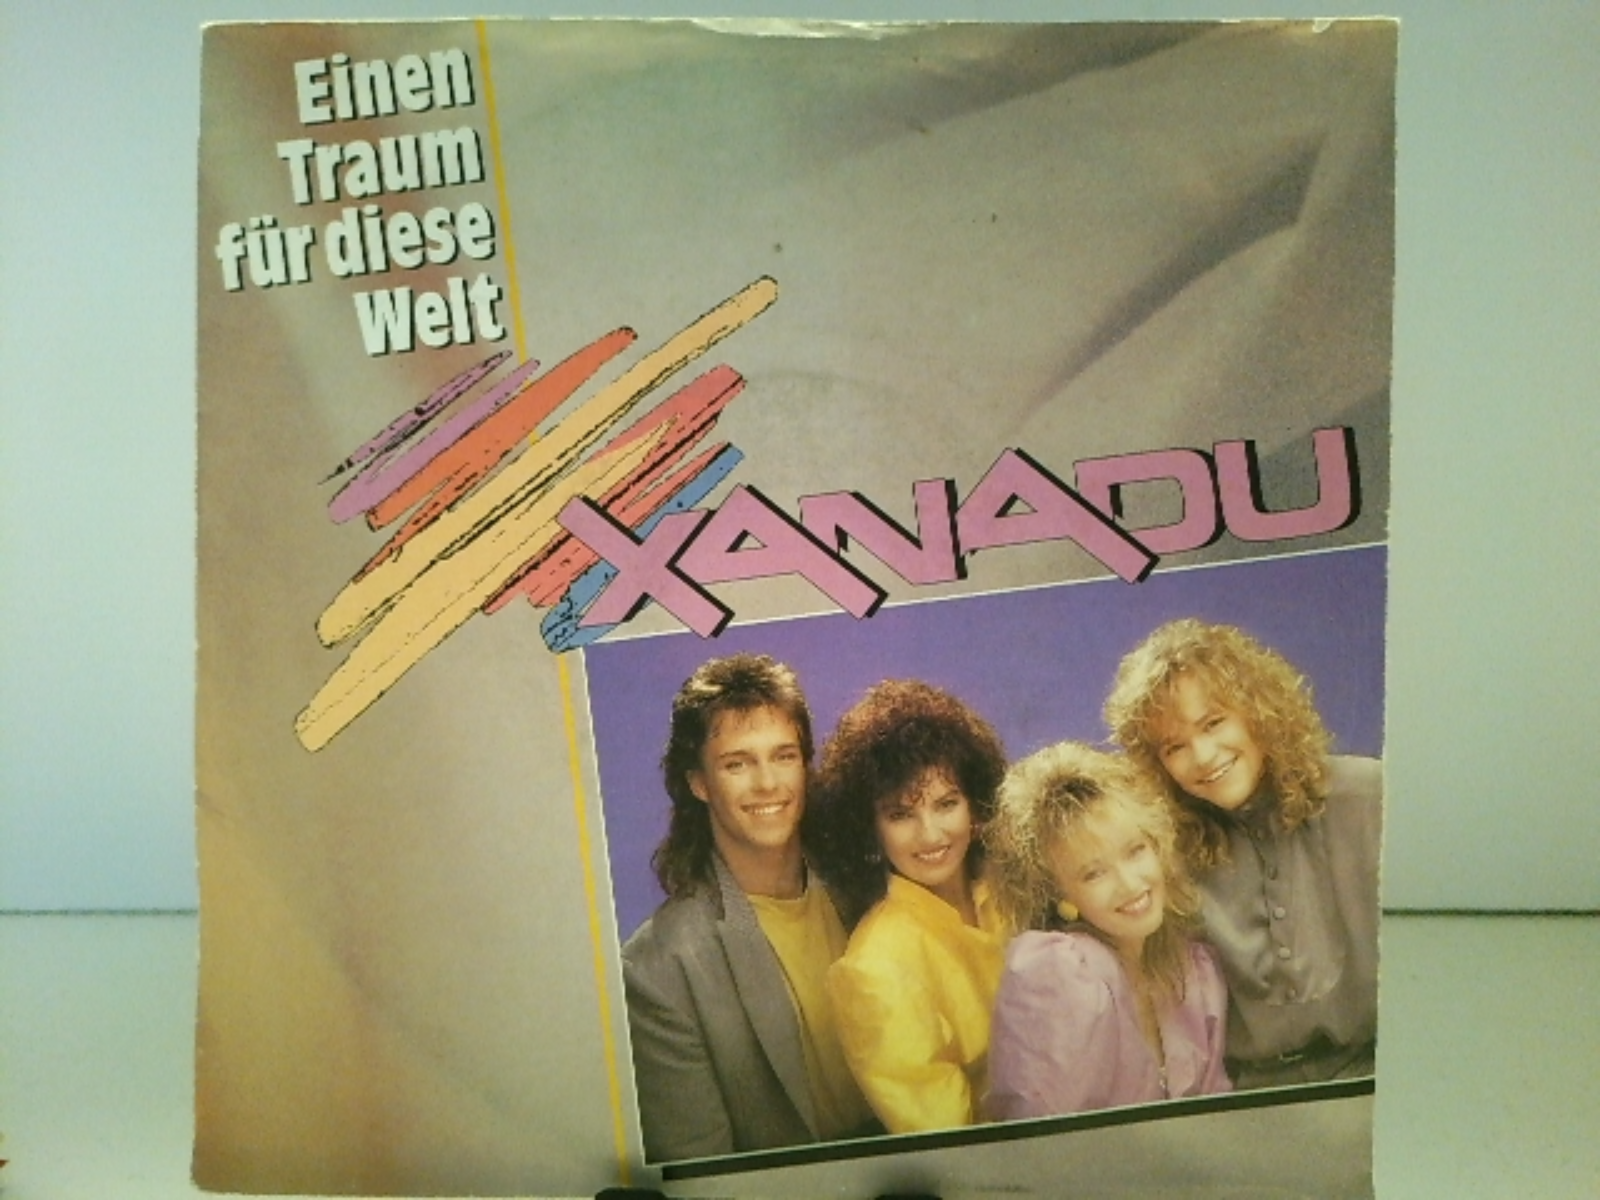 Einen
Traum
für diese
Welt
XANADU